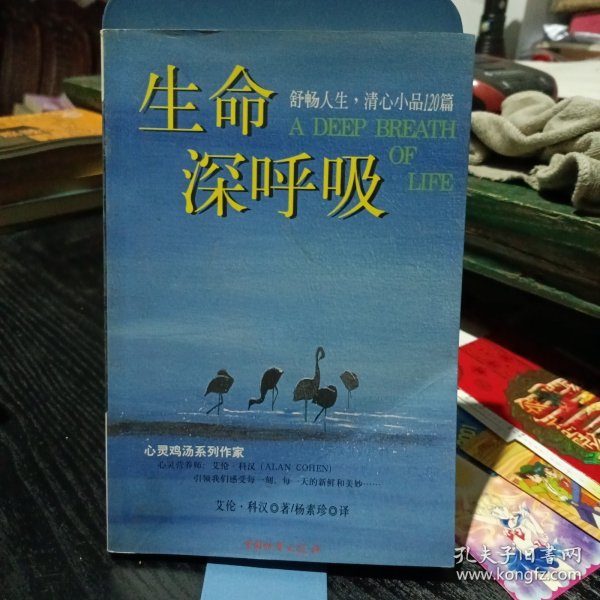 生命
深呼吸
舒畅人生，清心小品120篇
A DEEP BREATH
OF
LIFE
心灵鸡汤系列作家
心灵营养师：艾伦·科汉（ALAN COHEN）
引领我们感受每一刻，每一天的新鲜和美妙……
艾伦·科汉◎著/杨素珍◎译
孔夫子旧书网
www.kongfz.com